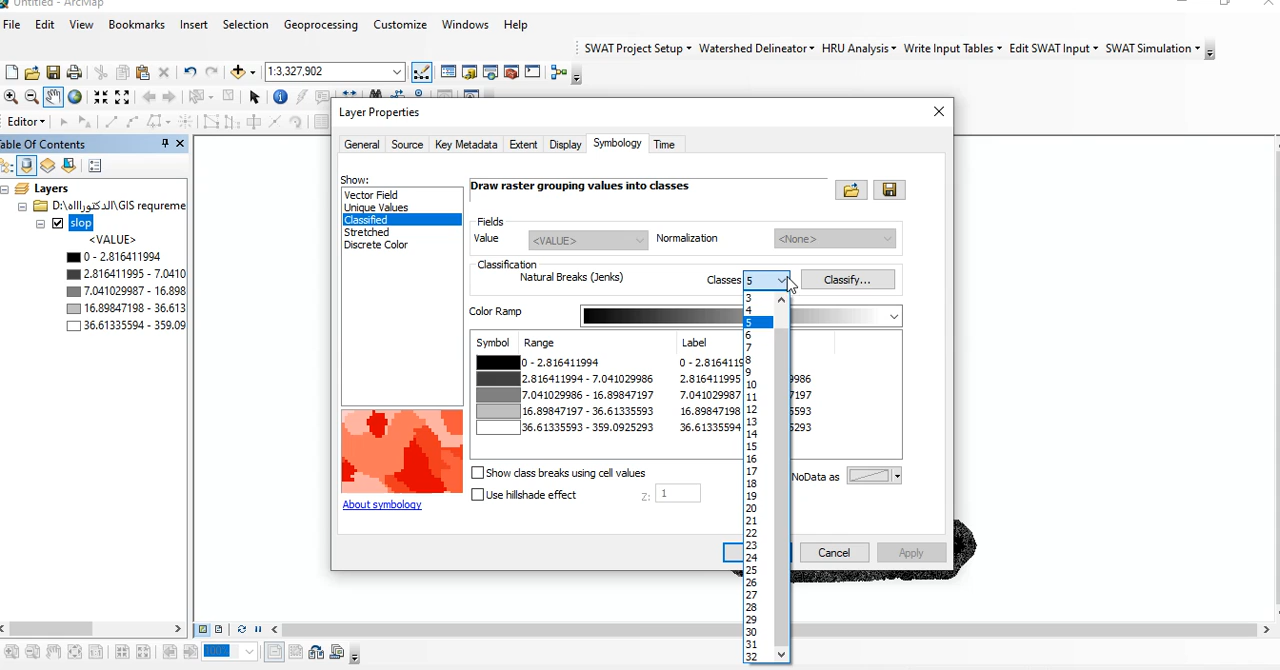 Untitled - ArcMap
File Edit View Bookmarks Insert Selection Geoprocessing Customize Windows Help
SWAT Project Setup Watershed Delineator HRU Analysis Write Input Tables Edit SWAT Input SWAT Simulation
1:3,327,902
Editor
Table Of Contents
Layers
D:\الدكتوراااه\GIS requreme
slop
<VALUE>
0 - 2.816411994
2.816411995 - 7.0410
7.041029987 - 16.898
16.89847198 - 36.613
36.61335594 - 359.09
Layer Properties
General Source Key Metadata Extent Display Symbology Time
Show:
Vector Field
Unique Values
Classified
Stretched
Discrete Color
About symbology
Draw raster grouping values into classes
Fields
Value <VALUE> Normalization <None>
Classification
Natural Breaks (Jenks) Classes 5 Classify...
Color Ramp
Symbol Range Label
0 - 2.816411994 0 - 2.8164119
2.816411994 - 7.041029986 2.816411995 9986
7.041029986 - 16.89847197 7.041029987 7197
16.89847197 - 36.61335593 16.89847198 5593
36.61335593 - 359.0925293 36.61335594 5293
Show class breaks using cell values
NoData as
Use hillshade effect Z: 1
Cancel Apply
3
4
5
6
7
8
9
10
11
12
13
14
15
16
17
18
19
20
21
22
23
24
25
26
27
28
29
30
31
32
100%